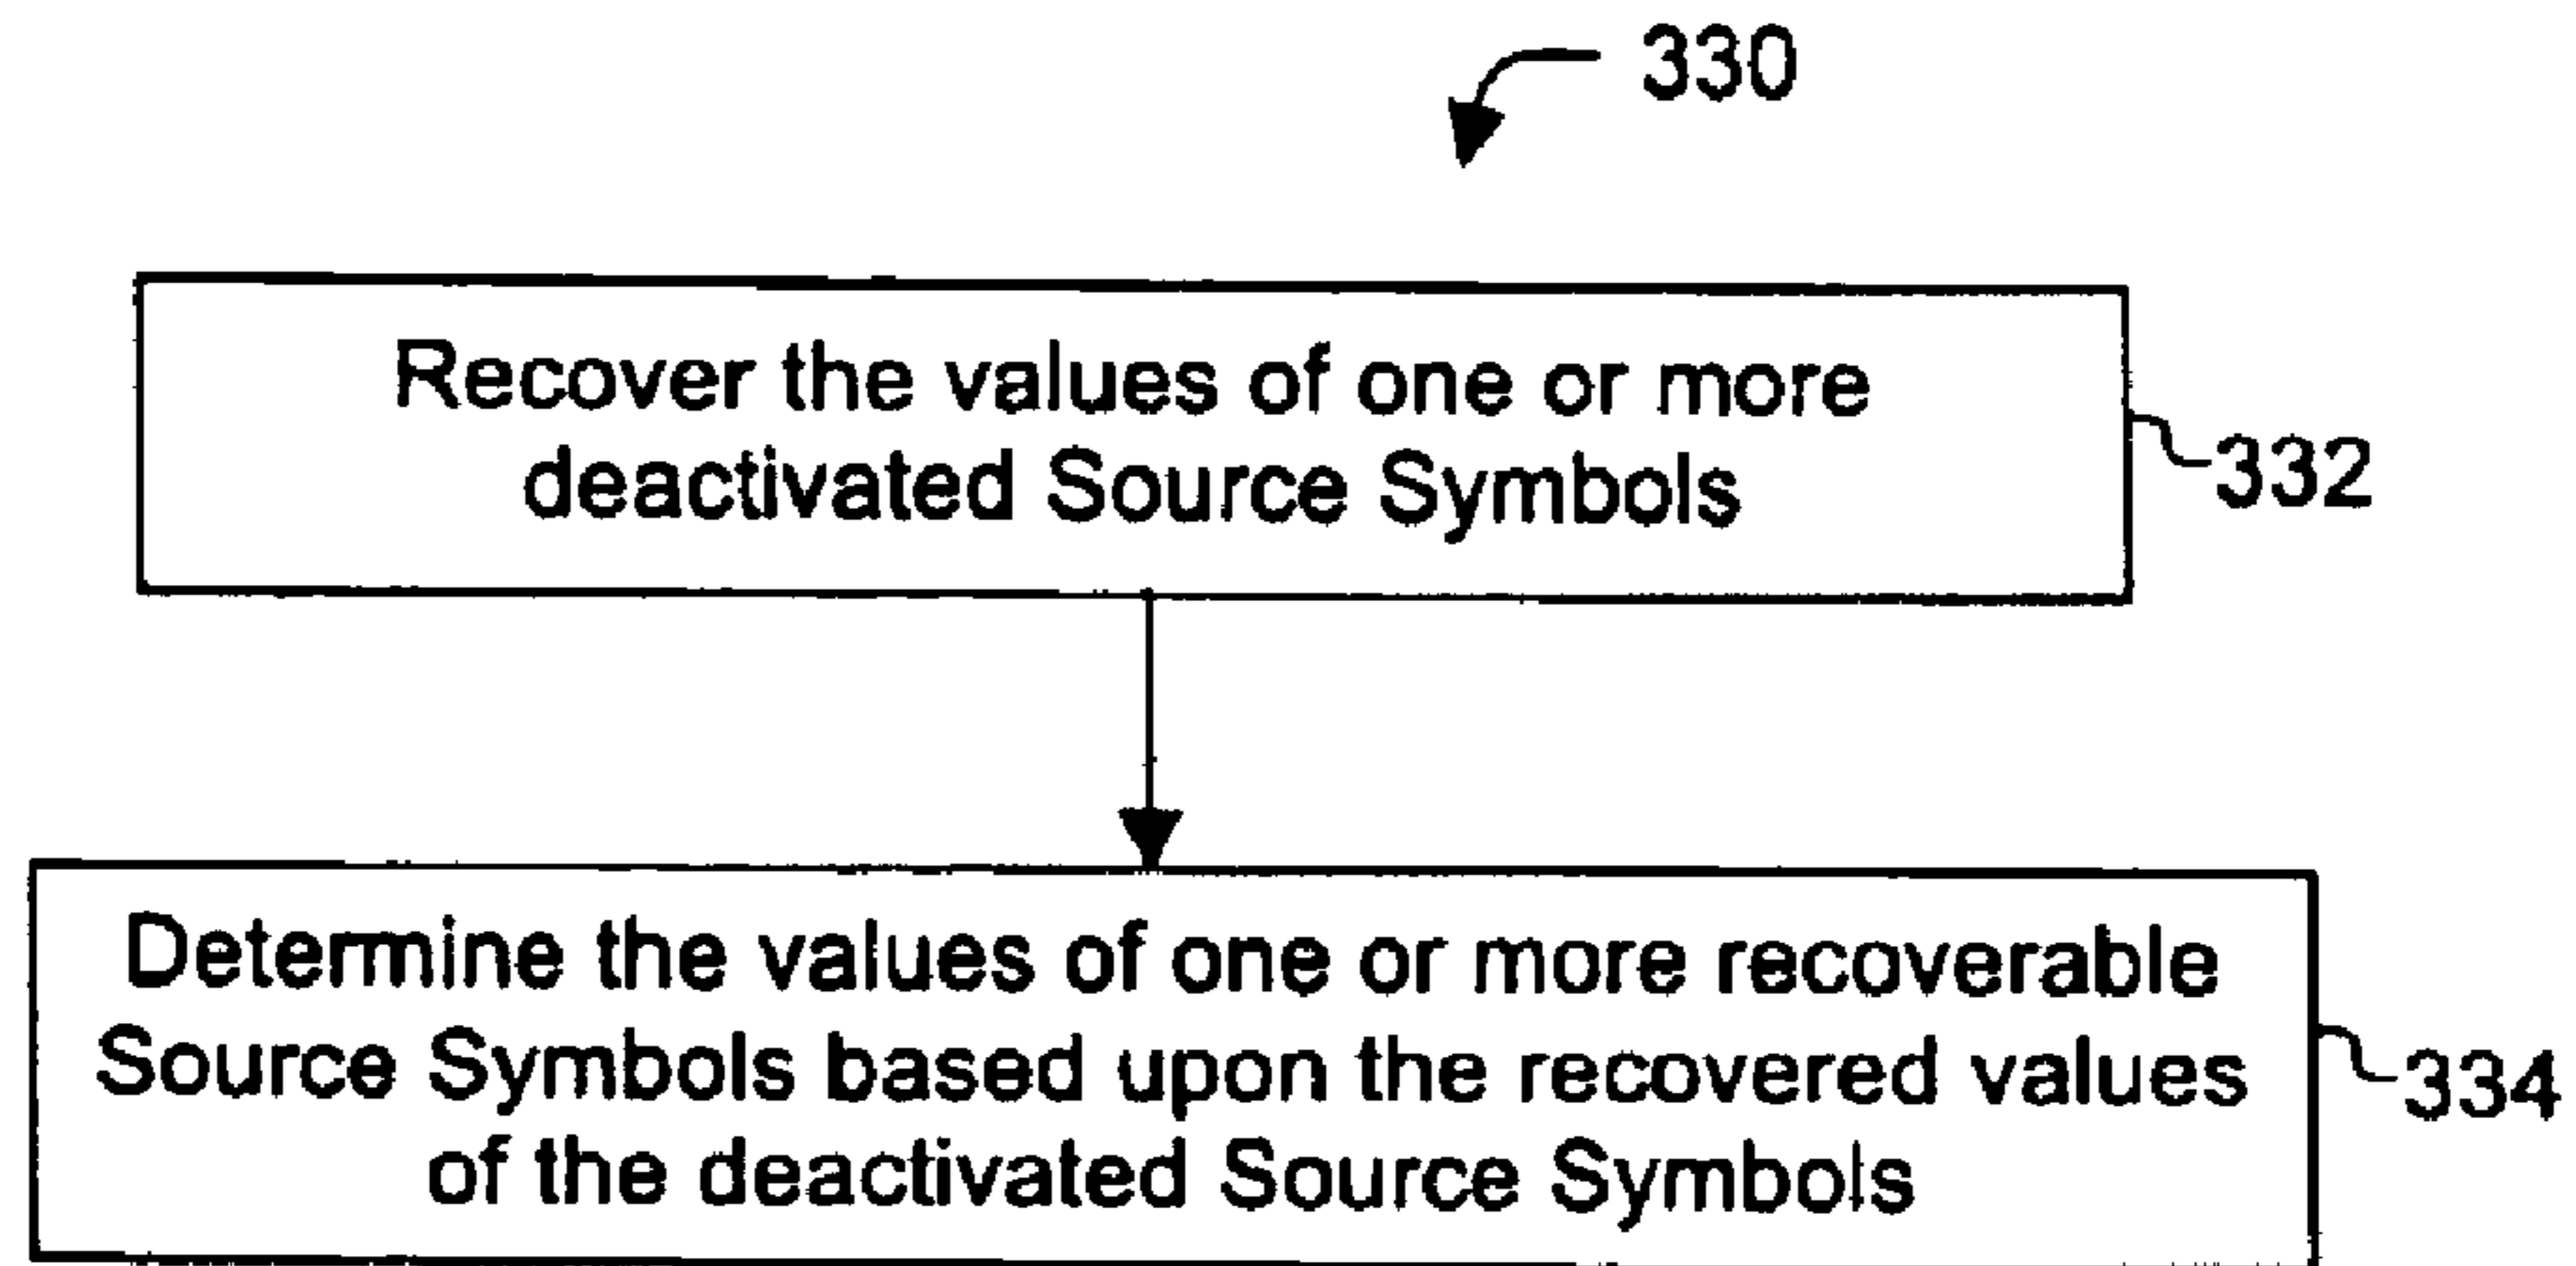 330
Recover the values of one or more
deactivated Source Symbols
332
Determine the values of one or more recoverable
Source Symbols based upon the recovered values
of the deactivated Source Symbols
334